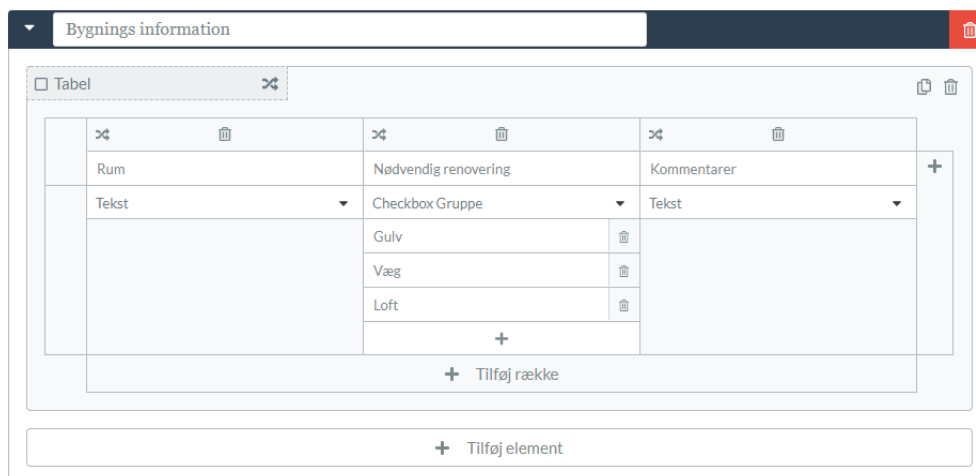 Bygnings information
Tabel
Rum Nødvendig renovering Kommentarer
Tekst Checkbox Gruppe Tekst
Gulv
Væg
Loft
Tilføj række
Tilføj element